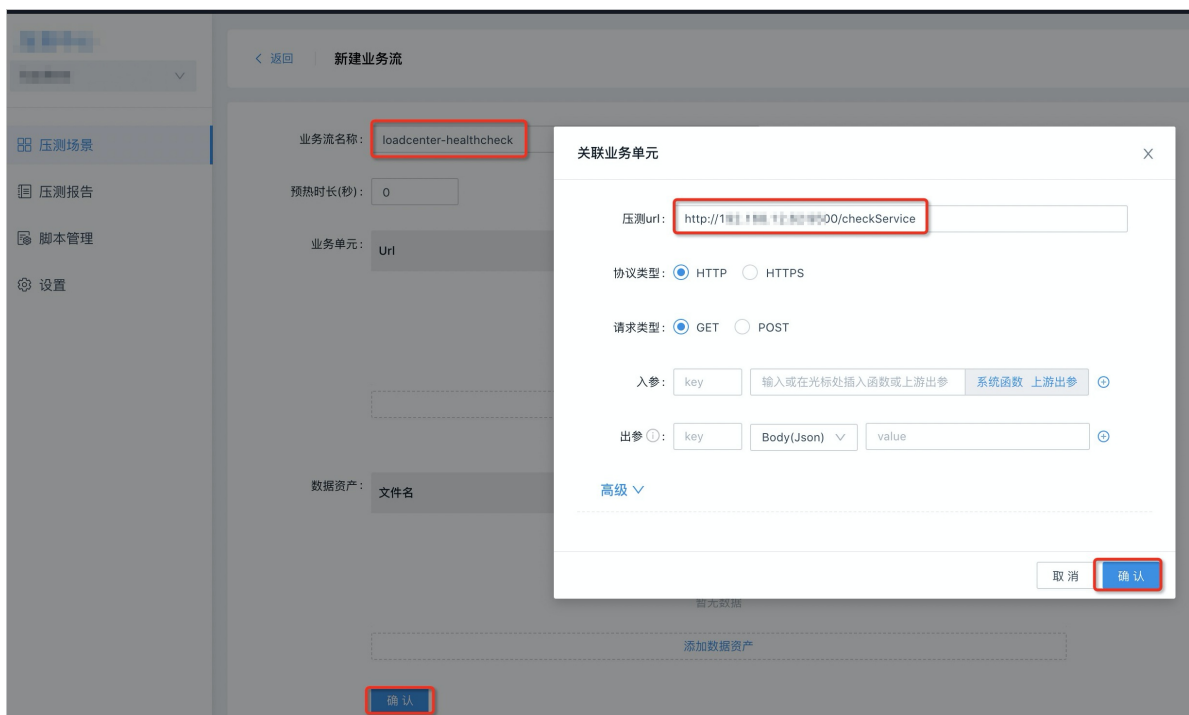 返回
新建业务流
压测场景
压测报告
脚本管理
设置
业务流名称:
loadcenter-healthcheck
预热时长(秒):
0
业务单元:
Url
数据资产:
文件名
暂无数据
添加数据资产
确 认
关联业务单元
压测url:
http://1 00/checkService
协议类型:
HTTP
HTTPS
请求类型:
GET
POST
入参:
key
输入或在光标处插入函数或上游出参
系统函数 上游出参
出参
:
key
Body(Json)
value
高级
取 消
确 认